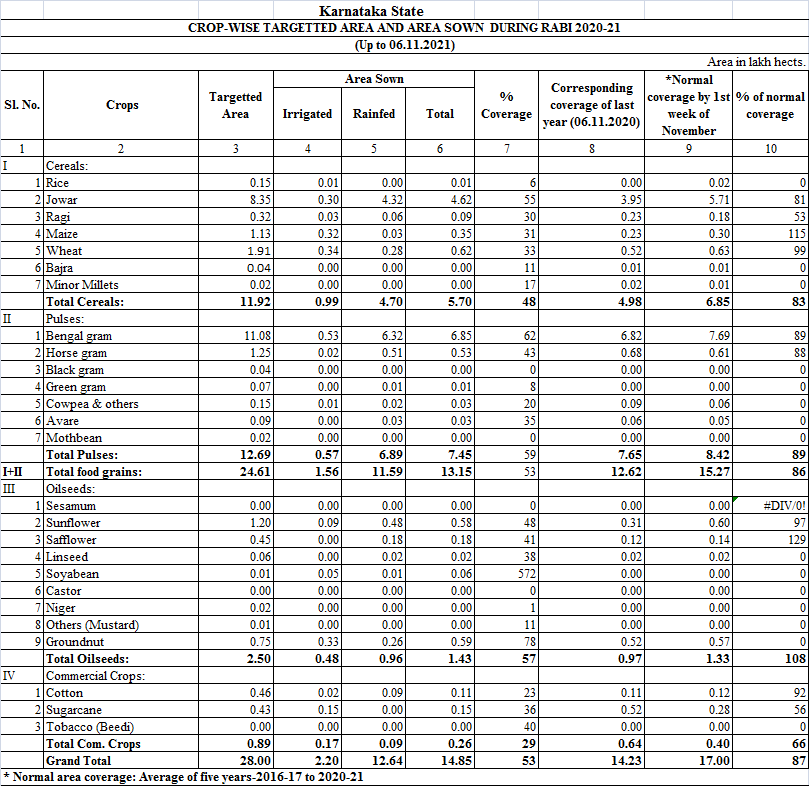 Karnataka State
CROP-WISE TARGETTED AREA AND AREA SOWN DURING RABI 2020-21
(Up to 06.11.2021)
Area in lakh hects.
Sl. No. Crops Targetted Area Area Sown % Coverage Corresponding coverage of last year (06.11.2020) *Normal coverage by 1st week of November % of normal coverage
Irrigated Rainfed Total
1 2 3 4 5 6 7 8 9 10
I Cereals:
1 Rice 0.15 0.01 0.00 0.01 6 0.00 0.02 0
2 Jowar 8.35 0.30 4.32 4.62 55 3.95 5.71 81
3 Ragi 0.32 0.03 0.06 0.09 30 0.23 0.18 53
4 Maize 1.13 0.32 0.03 0.35 31 0.23 0.30 115
5 Wheat 1.91 0.34 0.28 0.62 33 0.52 0.63 99
6 Bajra 0.04 0.00 0.00 0.00 11 0.01 0.01 0
7 Minor Millets 0.02 0.00 0.00 0.00 17 0.02 0.01 0
Total Cereals: 11.92 0.99 4.70 5.70 48 4.98 6.85 83
II Pulses:
1 Bengal gram 11.08 0.53 6.32 6.85 62 6.82 7.69 89
2 Horse gram 1.25 0.02 0.51 0.53 43 0.68 0.61 88
3 Black gram 0.04 0.00 0.00 0.00 0 0.00 0.00 0
4 Green gram 0.07 0.00 0.01 0.01 8 0.00 0.00 0
5 Cowpea & others 0.15 0.01 0.02 0.03 20 0.09 0.06 0
6 Avare 0.09 0.00 0.03 0.03 35 0.06 0.05 0
7 Mothbean 0.02 0.00 0.00 0.00 0 0.00 0.00 0
Total Pulses: 12.69 0.57 6.89 7.45 59 7.65 8.42 89
I+II Total food grains: 24.61 1.56 11.59 13.15 53 12.62 15.27 86
III Oilseeds:
1 Sesamum 0.00 0.00 0.00 0.00 0 0.00 0.00 #DIV/0!
2 Sunflower 1.20 0.09 0.48 0.58 48 0.31 0.60 97
3 Safflower 0.45 0.00 0.18 0.18 41 0.12 0.14 129
4 Linseed 0.06 0.00 0.02 0.02 38 0.02 0.02 0
5 Soyabean 0.01 0.05 0.01 0.06 572 0.00 0.00 0
6 Castor 0.00 0.00 0.00 0.00 0 0.00 0.00 0
7 Niger 0.02 0.00 0.00 0.00 1 0.00 0.00 0
8 Others (Mustard) 0.01 0.00 0.00 0.00 11 0.00 0.00 0
9 Groundnut 0.75 0.33 0.26 0.59 78 0.52 0.57 0
Total Oilseeds: 2.50 0.48 0.96 1.43 57 0.97 1.33 108
IV Commercial Crops:
1 Cotton 0.46 0.02 0.09 0.11 23 0.11 0.12 92
2 Sugarcane 0.43 0.15 0.00 0.15 36 0.52 0.28 56
3 Tobacco (Beedi) 0.00 0.00 0.00 0.00 40 0.00 0.00 0
Total Com. Crops 0.89 0.17 0.09 0.26 29 0.64 0.40 66
Grand Total 28.00 2.20 12.64 14.85 53 14.23 17.00 87
* Normal area coverage: Average of five years-2016-17 to 2020-21